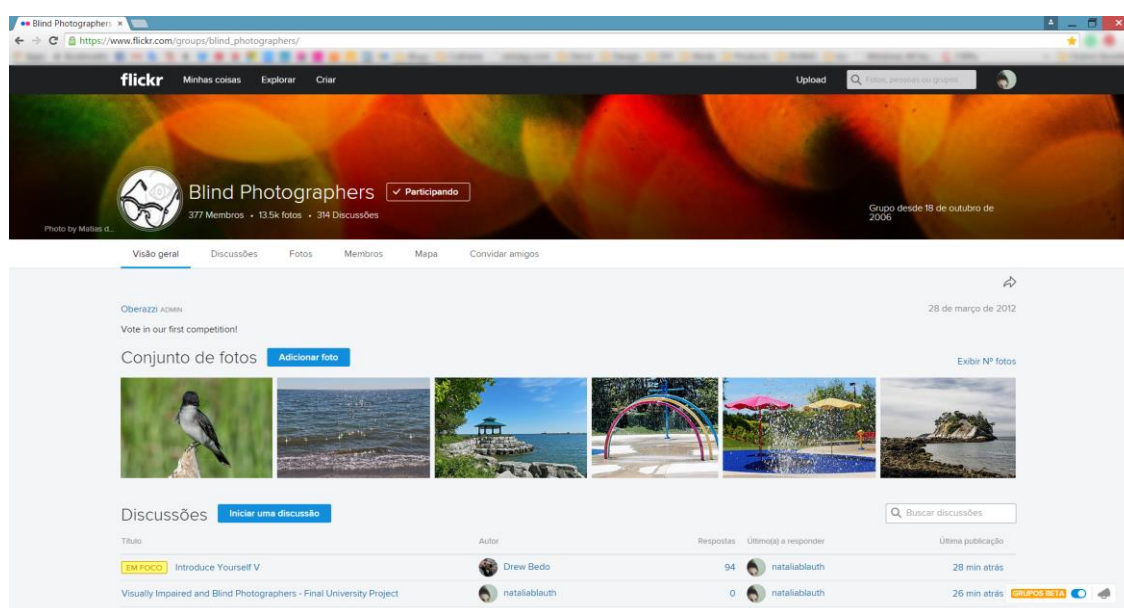 Blind Photographers
https://www.flickr.com/groups/blind_photographers/
flickr Minhas coisas Explorar Criar Upload Fotos, pessoas ou grupos
Blind Photographers ✓ Participando
377 Membros • 13.5k fotos • 314 Discussões
Grupo desde 18 de outubro de
2006
Photo by Matias d...
Visão geral Discussões Fotos Membros Mapa Convidar amigos
Oberazzi ADMIN 28 de março de 2012
Vote in our first competition!
Conjunto de fotos Adicionar foto Exibir Nº fotos
Discussões Iniciar uma discussão Buscar discussões
Título Autor Respostas Último(a) a responder Última publicação
EM FOCO Introduce Yourself V Drew Bedo 94 nataliablauth 28 min atrás
Visually Impaired and Blind Photographers - Final University Project nataliablauth 0 nataliablauth 26 min atrás GRUPOS BETA